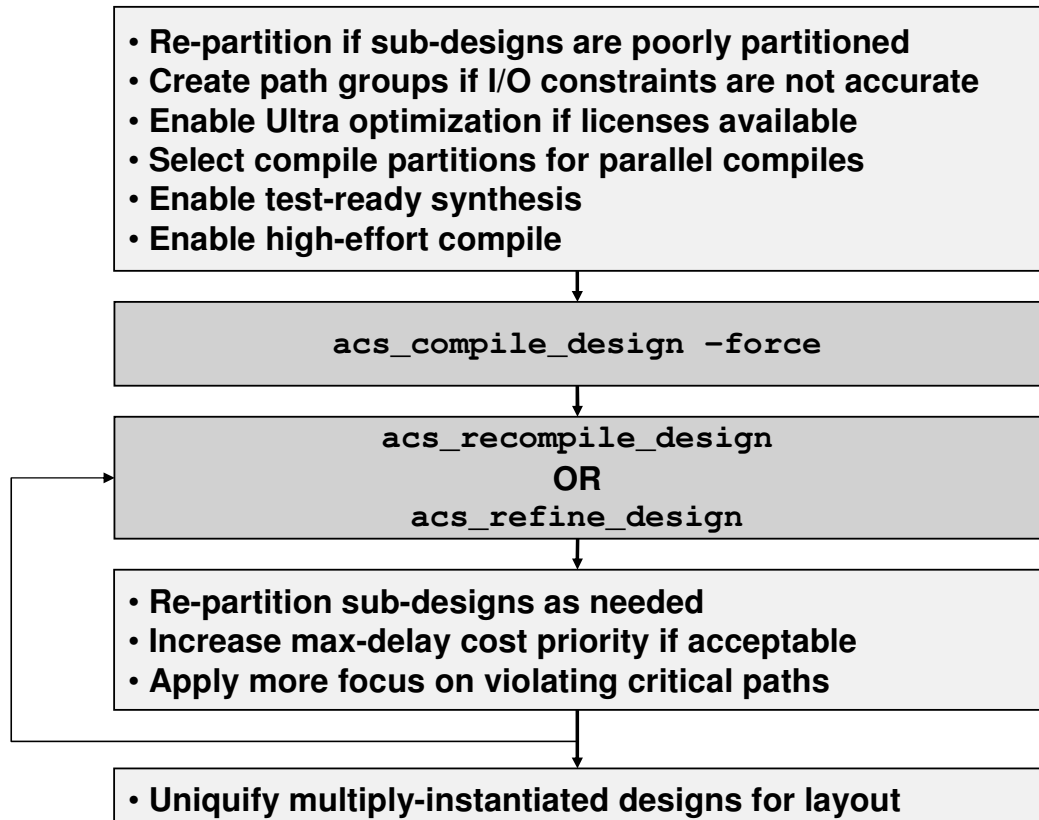 • Re-partition if sub-designs are poorly partitioned
• Create path groups if I/O constraints are not accurate
• Enable Ultra optimization if licenses available
• Select compile partitions for parallel compiles
• Enable test-ready synthesis
• Enable high-effort compile
acs_compile_design –force
acs_recompile_design
OR
acs_refine_design
• Re-partition sub-designs as needed
• Increase max-delay cost priority if acceptable
• Apply more focus on violating critical paths
• Uniquify multiply-instantiated designs for layout